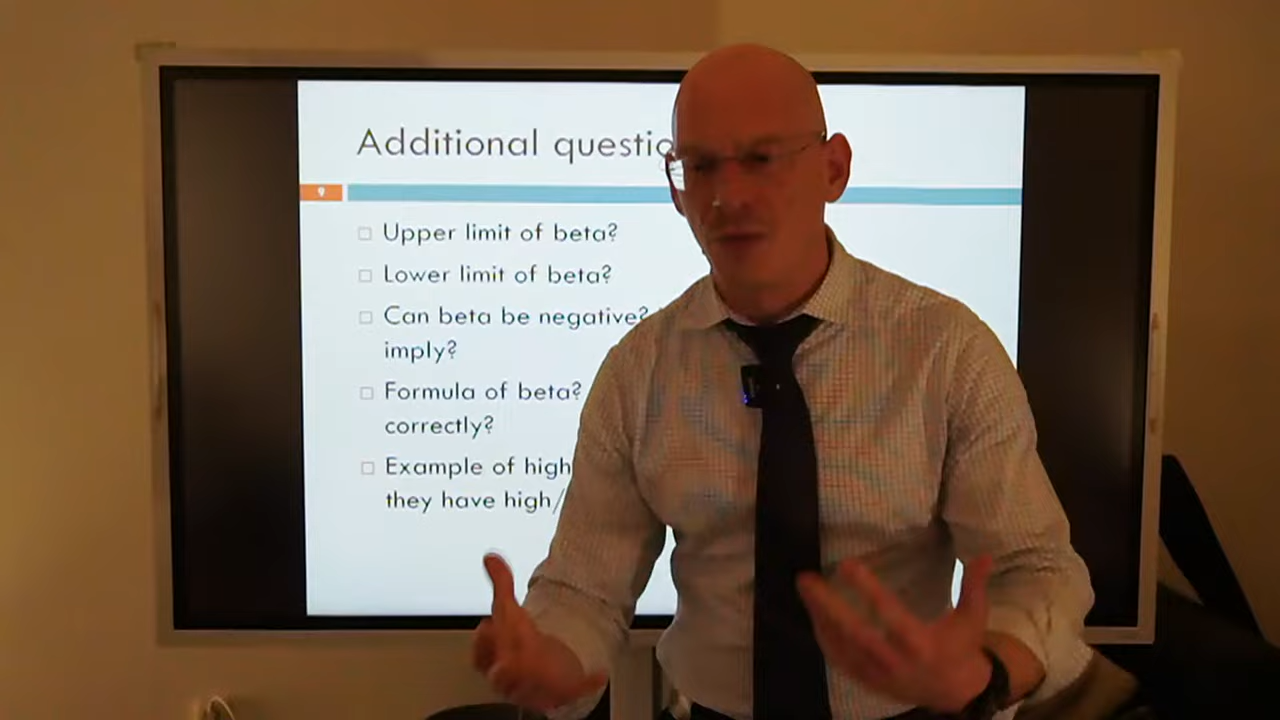 Additional questio
9
Upper limit of beta?
Lower limit of beta?
Can beta be negative?
imply?
Formula of beta?
correctly?
Example of high
they have high/